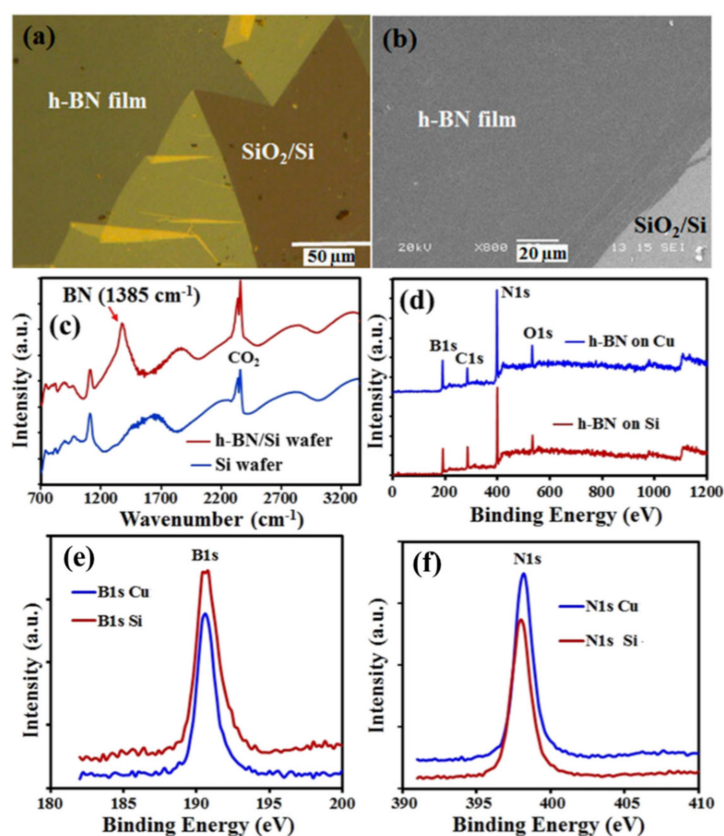 (a)
h-BN film
SiO2/Si
50 μm
(b)
h-BN film
SiO2/Si
20kV
X800
20 μm
13 15 SEI
BN (1385 cm-1)
(c)
CO2
h-BN/Si wafer
Si wafer
Intensity (a.u.)
700 1200 1700 2200 2700 3200
Wavenumber (cm-1)
(d)
N1s
B1s
C1s
O1s
h-BN on Cu
h-BN on Si
Intensity (a.u.)
0 200 400 600 800 1000 1200
Binding Energy (eV)
(e)
B1s
B1s Cu
B1s Si
Intensity (a.u.)
180 185 190 195 200
Binding Energy (eV)
(f)
N1s
N1s Cu
N1s Si
Intensity (a.u.)
390 395 400 405 410
Binding Energy (eV)